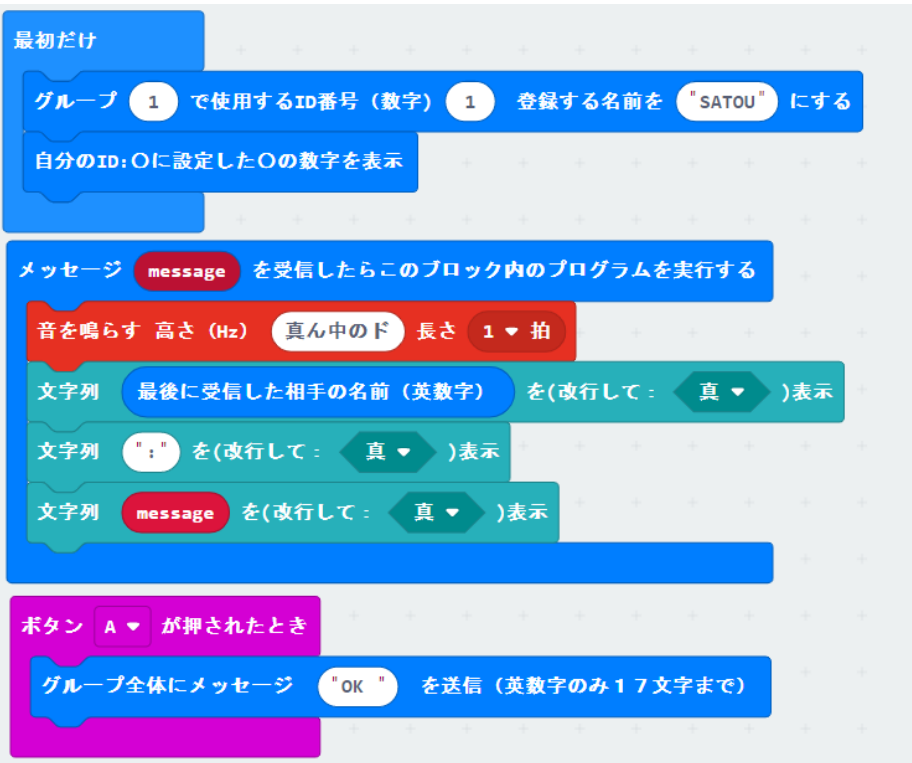 最初だけ
グループ 1 で使用するID番号（数字) 1 登録する名前を "SATOU" にする
自分のID:〇に設定した〇の数字を表示
メッセージ message を受信したらこのブロック内のプログラムを実行する
音を鳴らす 高さ（Hz） 真ん中のド 長さ 1 拍
文字列 最後に受信した相手の名前（英数字） を(改行して： 真 )表示
文字列 ":" を(改行して： 真 )表示
文字列 message を(改行して： 真 )表示
ボタン A が押されたとき
グループ全体にメッセージ "OK " を送信（英数字のみ１７文字まで）